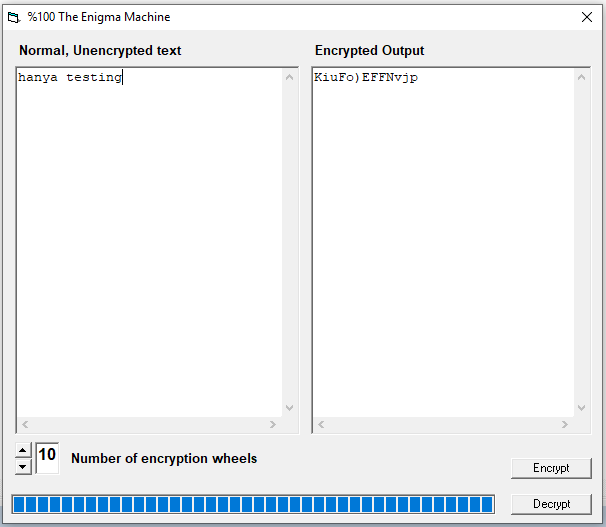 %100 The Enigma Machine
Normal, Unencrypted text
Encrypted Output
hanya testing
KiuFo)EFFNvjp
10
Number of encryption wheels
Encrypt
Decrypt